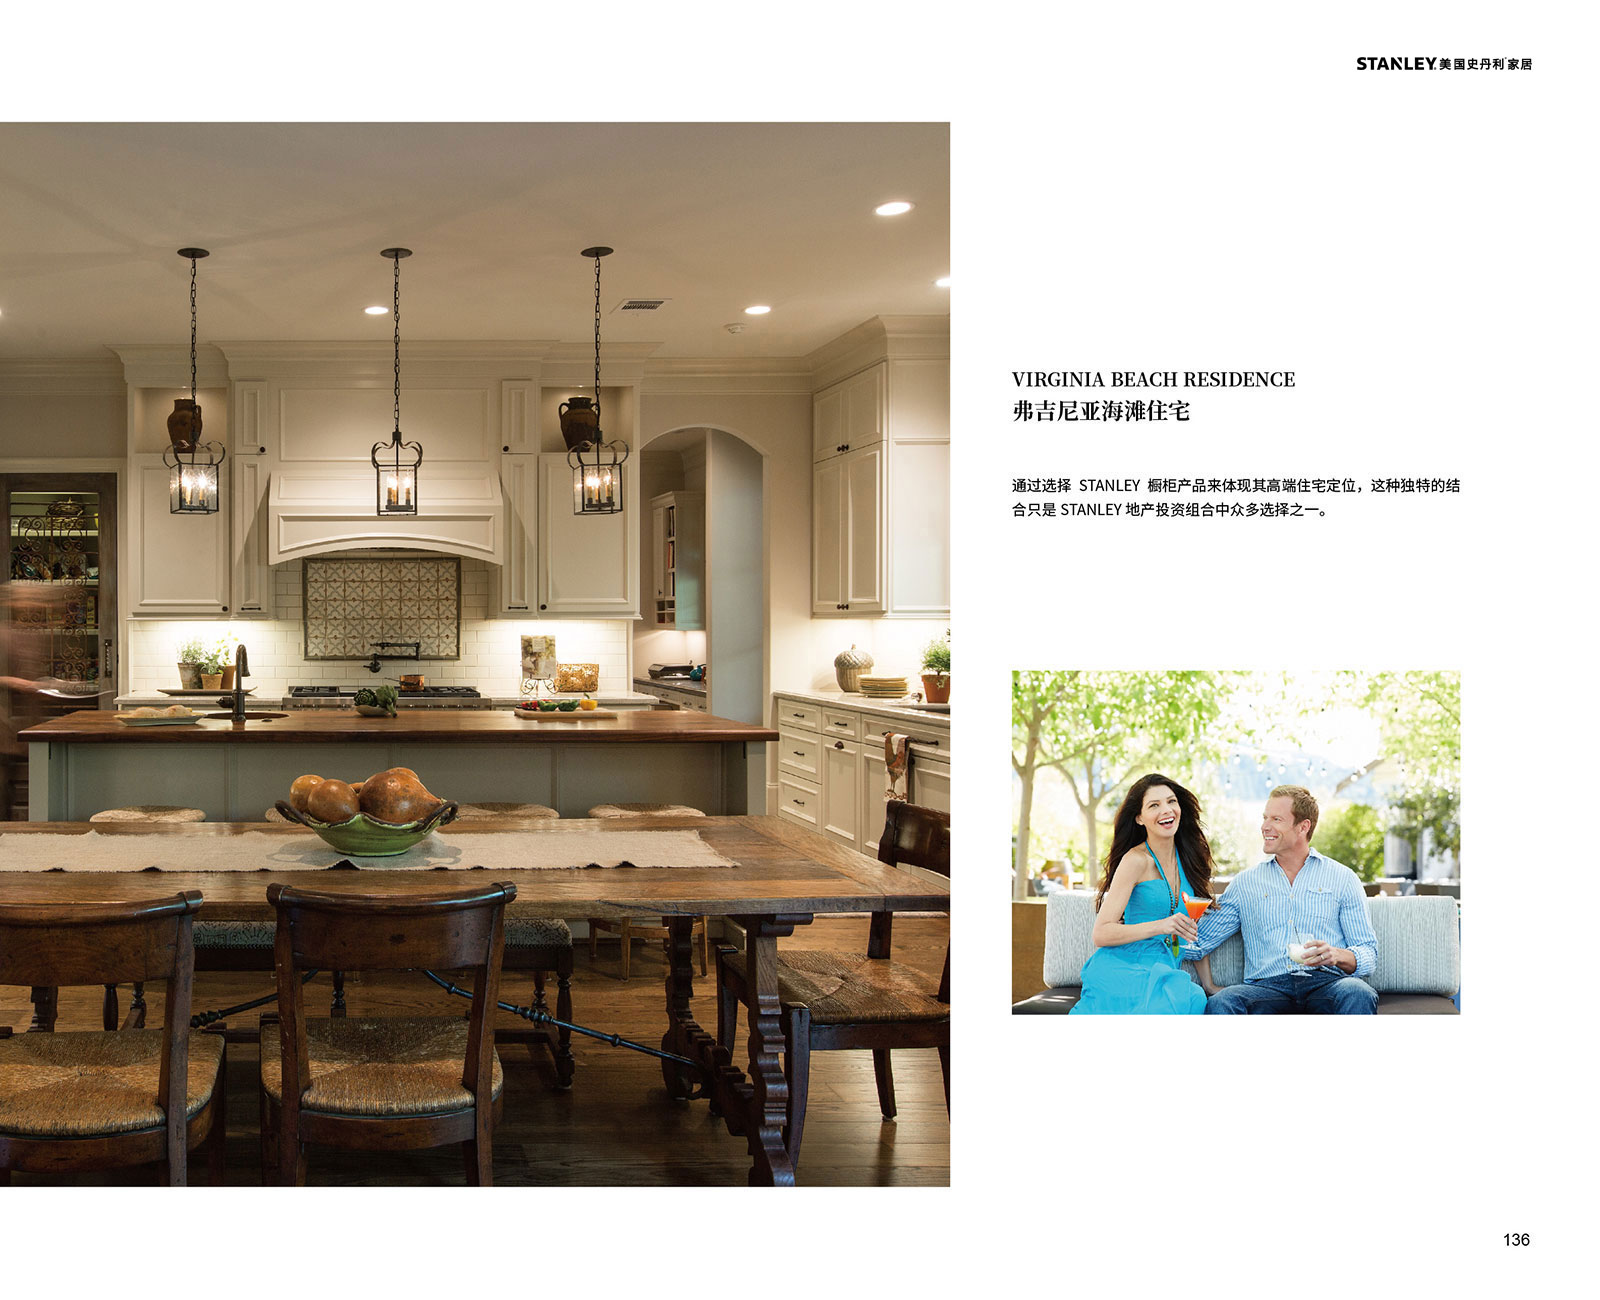 STANLEY.美国史丹利家居
VIRGINIA BEACH RESIDENCE
弗吉尼亚海滩住宅
通过选择 STANLEY 橱柜产品来体现其高端住宅定位，这种独特的结
合只是 STANLEY 地产投资组合中众多选择之一。
136